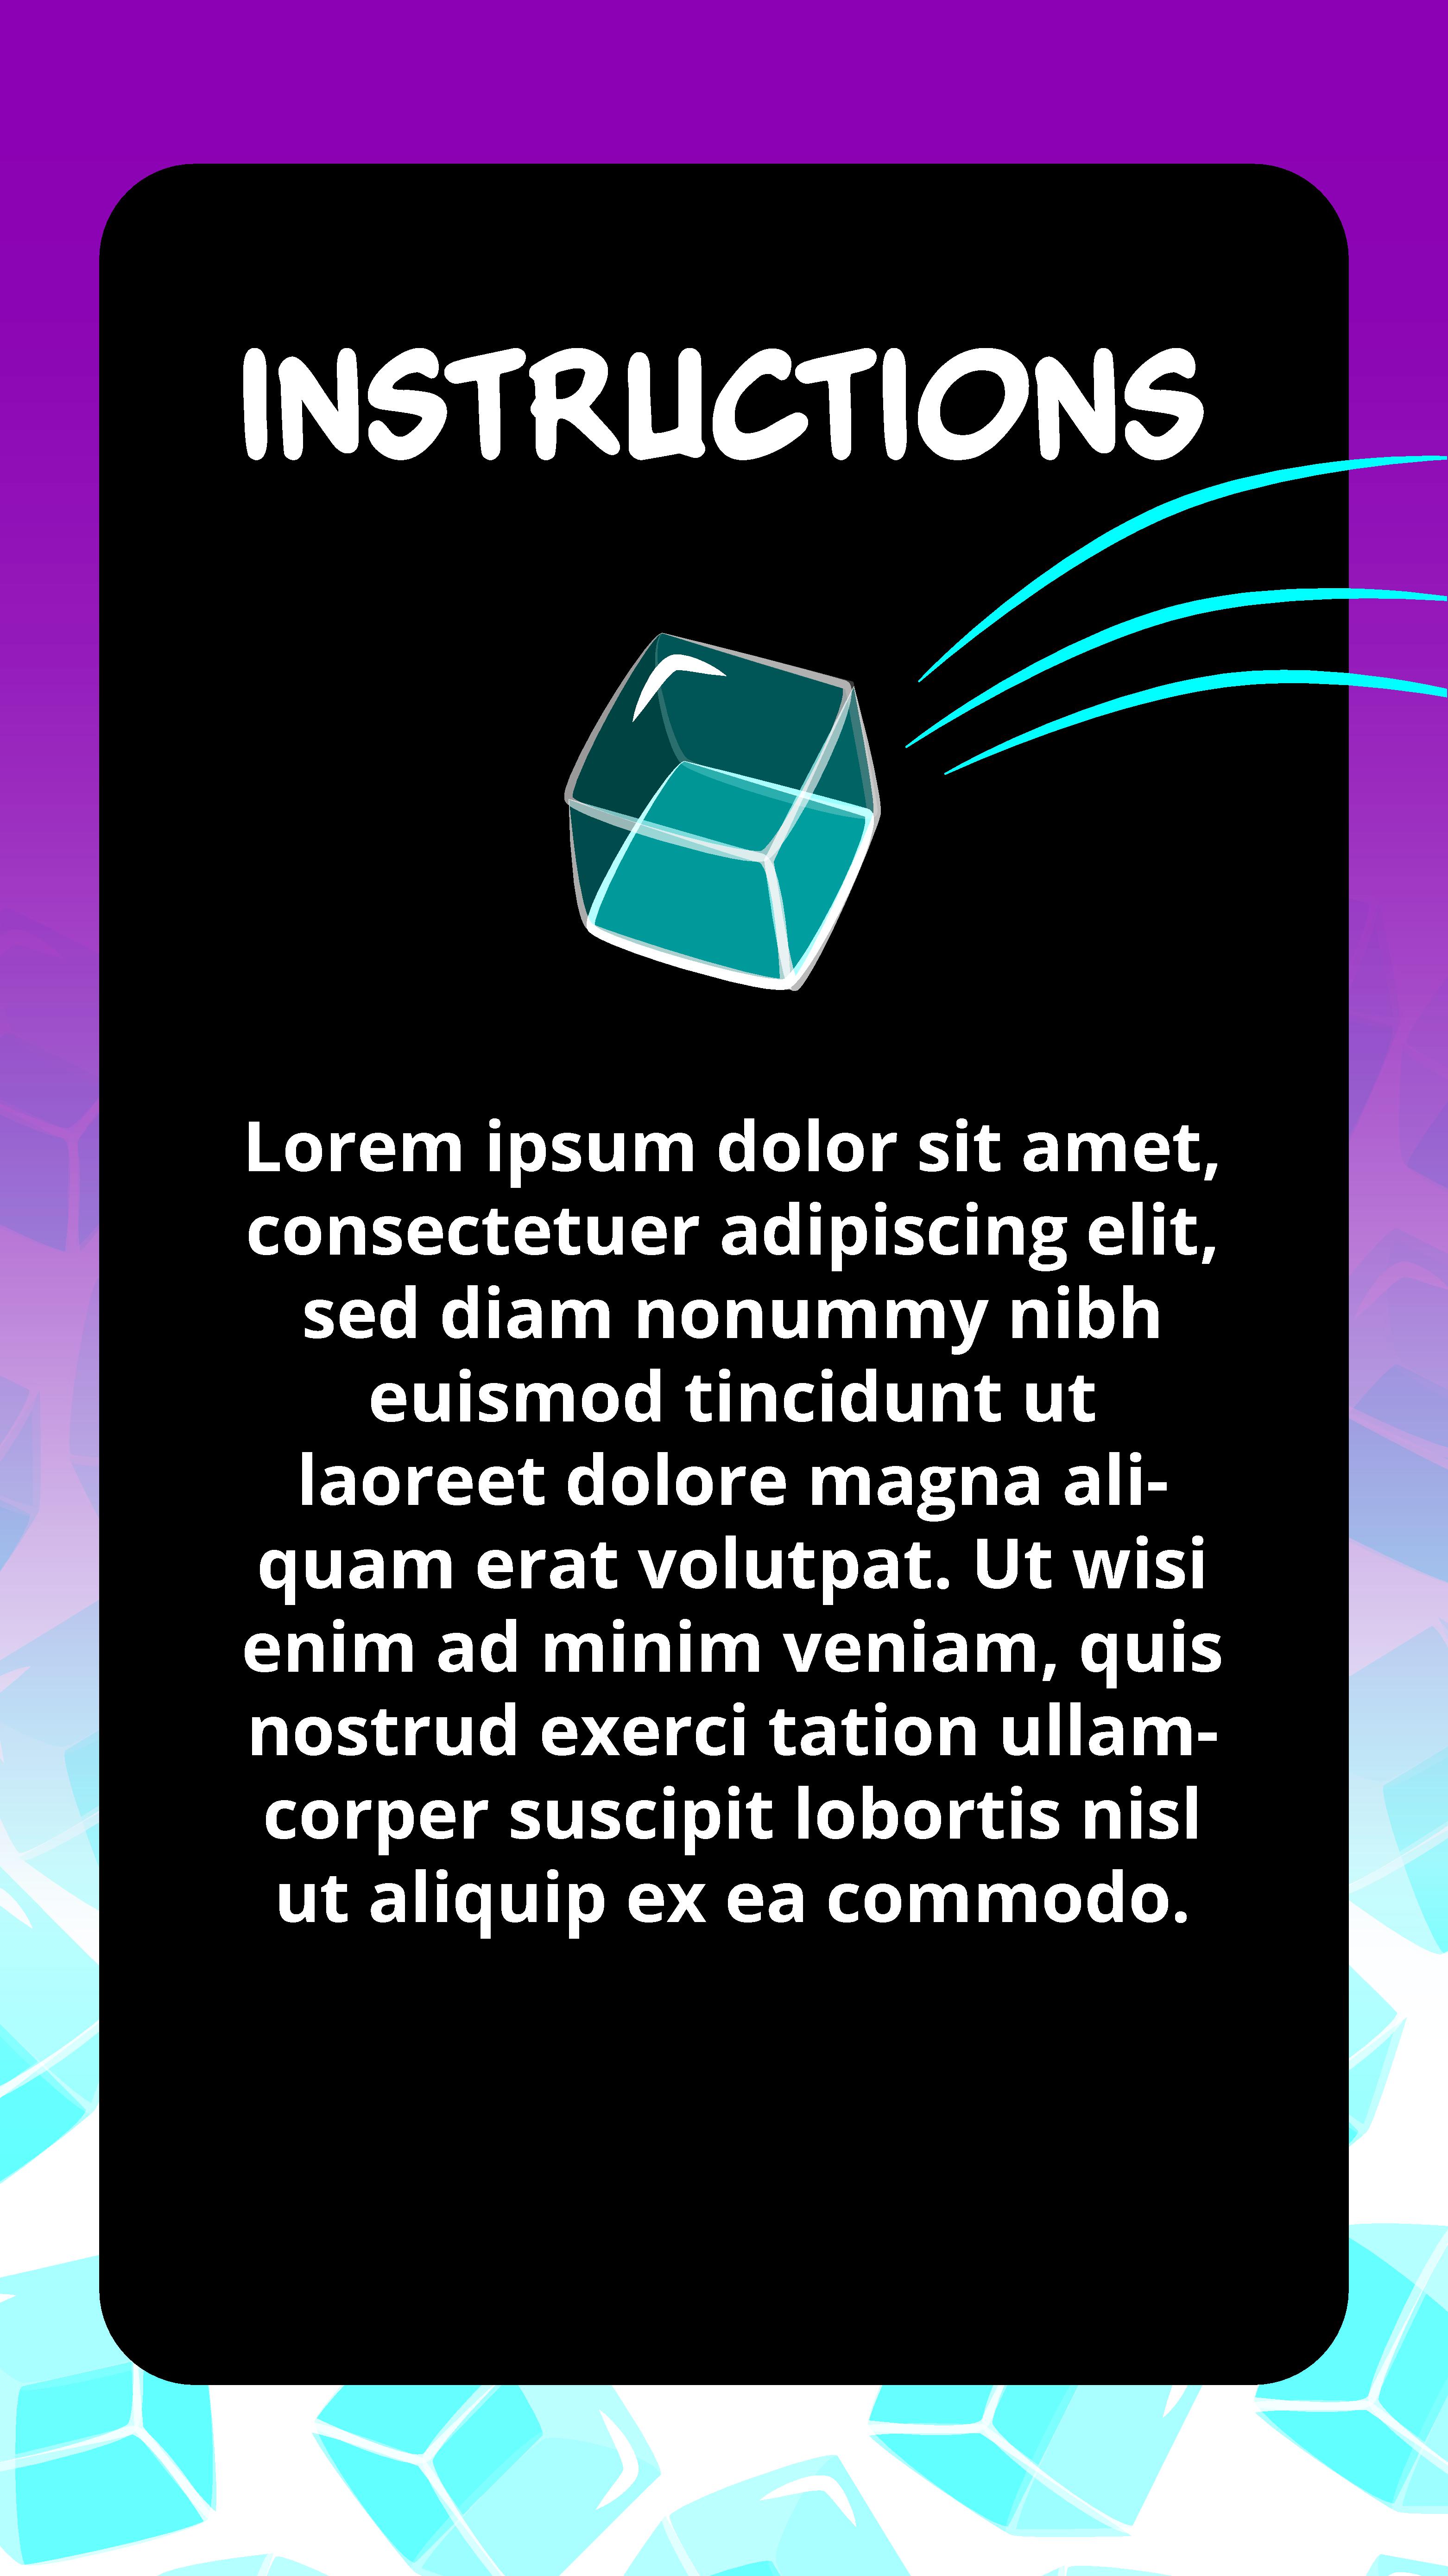 INSTRUCTIONS
Lorem ipsum dolor sit amet,
consectetuer adipiscing elit,
sed diam nonummy nibh
euismod tincidunt ut
laoreet dolore magna ali-
quam erat volutpat. Ut wisi
enim ad minim veniam, quis
nostrud exerci tation ullam-
corper suscipit lobortis nisl
ut aliquip ex ea commodo.